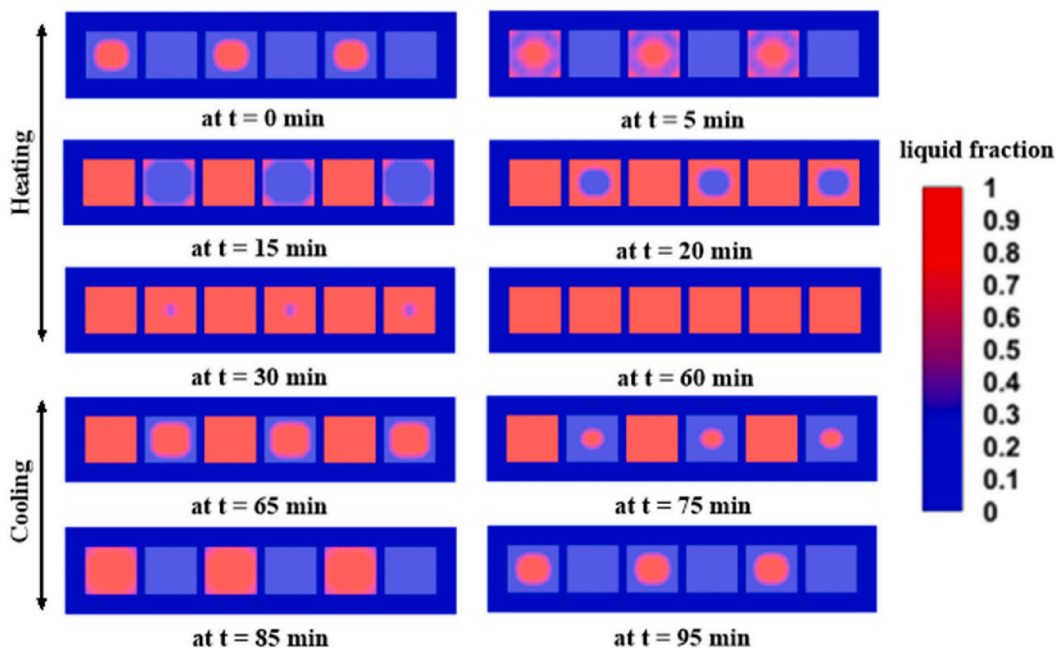 Heating
at t = 0 min
at t = 5 min
at t = 15 min
at t = 20 min
at t = 30 min
at t = 60 min
Cooling
at t = 65 min
at t = 75 min
at t = 85 min
at t = 95 min
liquid fraction
1
0.9
0.8
0.7
0.6
0.5
0.4
0.3
0.2
0.1
0